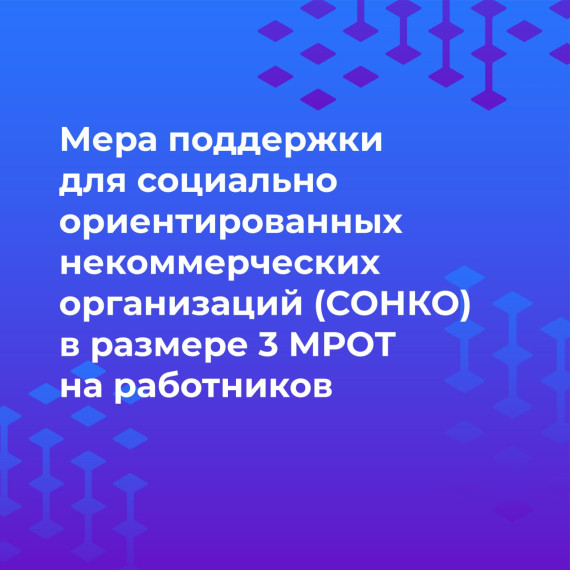 Мера поддержки
для социально
ориентированных
некоммерческих
организаций (СОНКО)
в размере 3 МРОТ
на работников